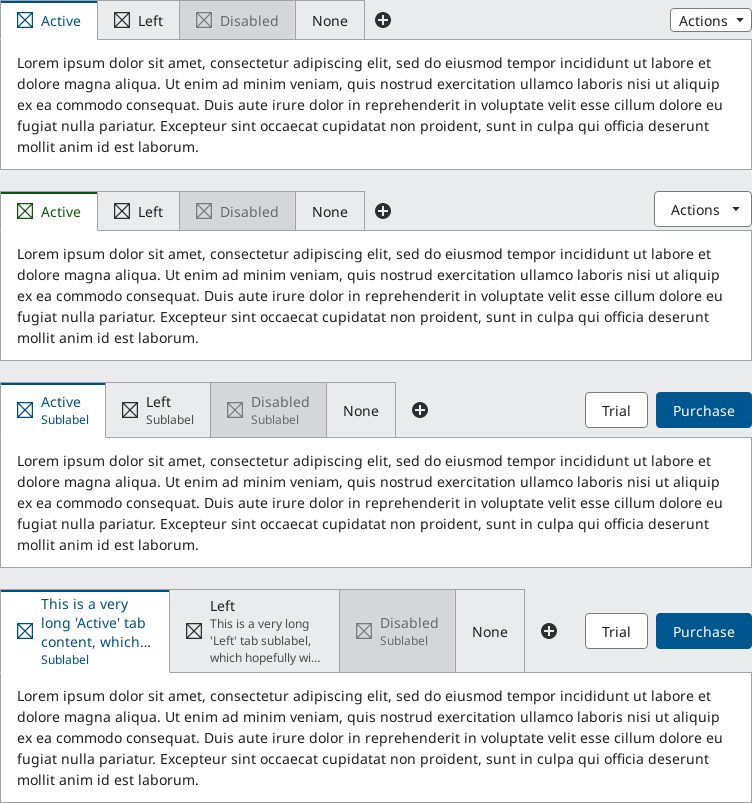 Active Left Disabled None Actions
Lorem ipsum dolor sit amet, consectetur adipiscing elit, sed do eiusmod tempor incididunt ut labore et
dolore magna aliqua. Ut enim ad minim veniam, quis nostrud exercitation ullamco laboris nisi ut aliquip
ex ea commodo consequat. Duis aute irure dolor in reprehenderit in voluptate velit esse cillum dolore eu
fugiat nulla pariatur. Excepteur sint occaecat cupidatat non proident, sunt in culpa qui officia deserunt
mollit anim id est laborum.
Active Left Disabled None Actions
Lorem ipsum dolor sit amet, consectetur adipiscing elit, sed do eiusmod tempor incididunt ut labore et
dolore magna aliqua. Ut enim ad minim veniam, quis nostrud exercitation ullamco laboris nisi ut aliquip
ex ea commodo consequat. Duis aute irure dolor in reprehenderit in voluptate velit esse cillum dolore eu
fugiat nulla pariatur. Excepteur sint occaecat cupidatat non proident, sunt in culpa qui officia deserunt
mollit anim id est laborum.
Active
Sublabel
Left
Sublabel
Disabled
Sublabel
None
Trial
Purchase
Lorem ipsum dolor sit amet, consectetur adipiscing elit, sed do eiusmod tempor incididunt ut labore et
dolore magna aliqua. Ut enim ad minim veniam, quis nostrud exercitation ullamco laboris nisi ut aliquip
ex ea commodo consequat. Duis aute irure dolor in reprehenderit in voluptate velit esse cillum dolore eu
fugiat nulla pariatur. Excepteur sint occaecat cupidatat non proident, sunt in culpa qui officia deserunt
mollit anim id est laborum.
This is a very
long 'Active' tab
content, which...
Sublabel
Left
This is a very long
'Left' tab sublabel,
which hopefully wi...
Disabled
Sublabel
None
Trial
Purchase
Lorem ipsum dolor sit amet, consectetur adipiscing elit, sed do eiusmod tempor incididunt ut labore et
dolore magna aliqua. Ut enim ad minim veniam, quis nostrud exercitation ullamco laboris nisi ut aliquip
ex ea commodo consequat. Duis aute irure dolor in reprehenderit in voluptate velit esse cillum dolore eu
fugiat nulla pariatur. Excepteur sint occaecat cupidatat non proident, sunt in culpa qui officia deserunt
mollit anim id est laborum.